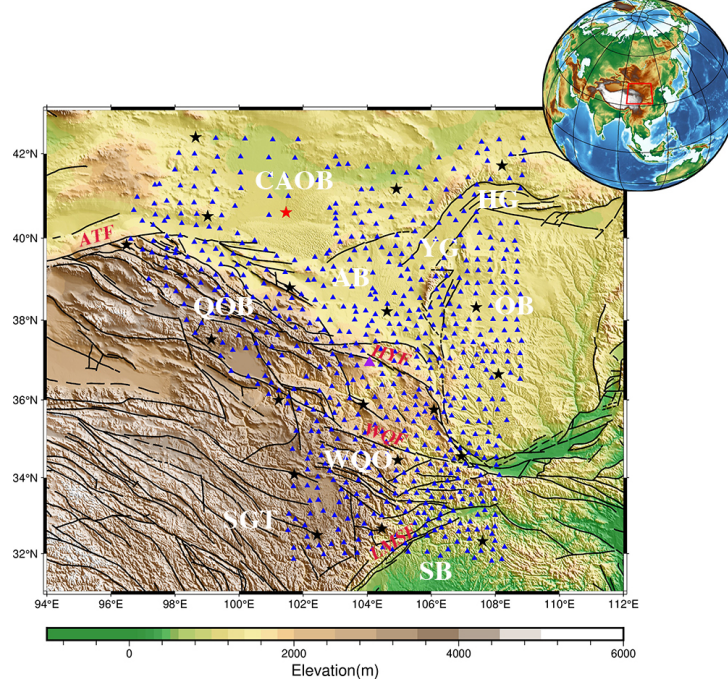 42°N
40°N
38°N
36°N
34°N
32°N
CAOB
HG
ATF
YG
AB
QOB
OB
HYF
WQF
WQO
SGT
LMSF
SB
94°E
96°E
98°E
100°E
102°E
104°E
106°E
108°E
110°E
112°E
0
2000
4000
6000
Elevation(m)